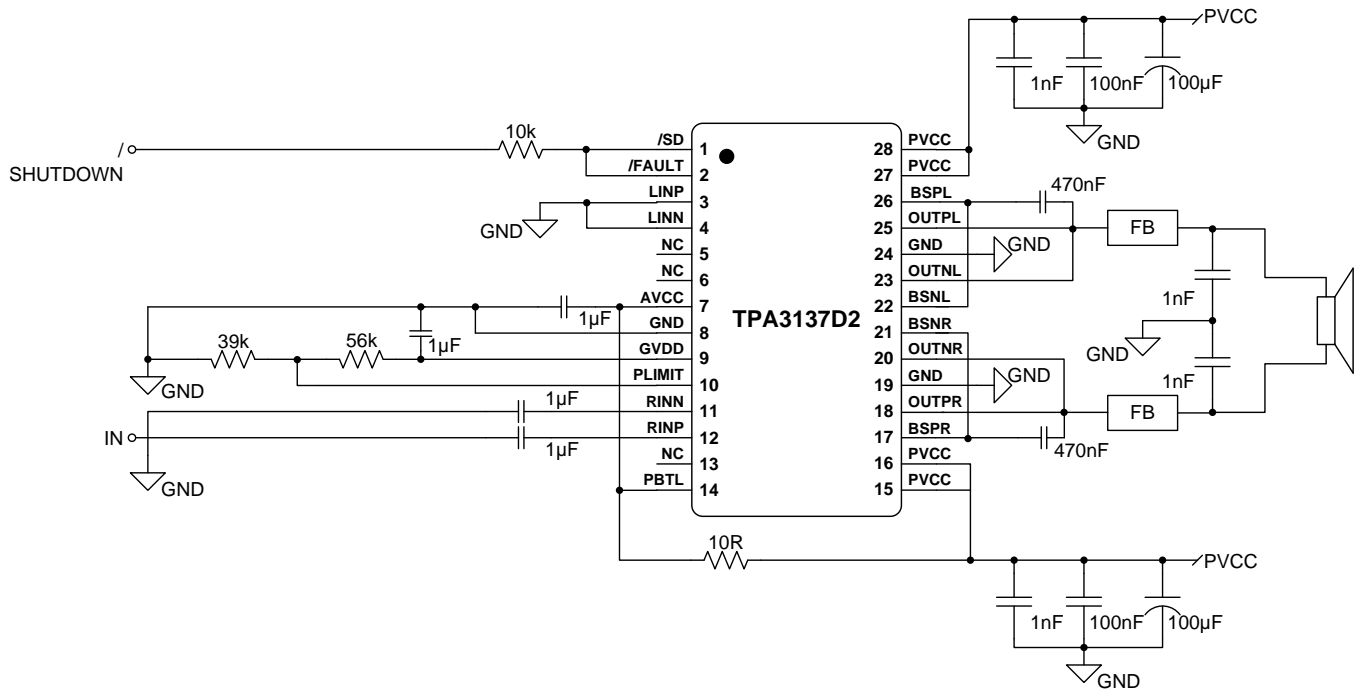 PVCC
1nF
100nF
100µF
GND
/
SHUTDOWN
10k
/SD
1
/FAULT
2
LINP
3
LINN
4
GND
NC
5
NC
6
AVCC
7
1µF
GND
8
1µF
GVDD
9
39k
56k
GND
PLIMIT
10
RINN
11
1µF
IN
RINP
12
1µF
GND
NC
13
PBTL
14
TPA3137D2
28
PVCC
27
PVCC
26
BSPL
470nF
25
OUTPL
24
GND
GND
23
OUTNL
22
BSNL
21
BSNR
20
OUTNR
19
GND
GND
18
OUTPR
17
BSPR
470nF
16
PVCC
15
PVCC
FB
1nF
GND
1nF
FB
10R
PVCC
1nF
100nF
100µF
GND